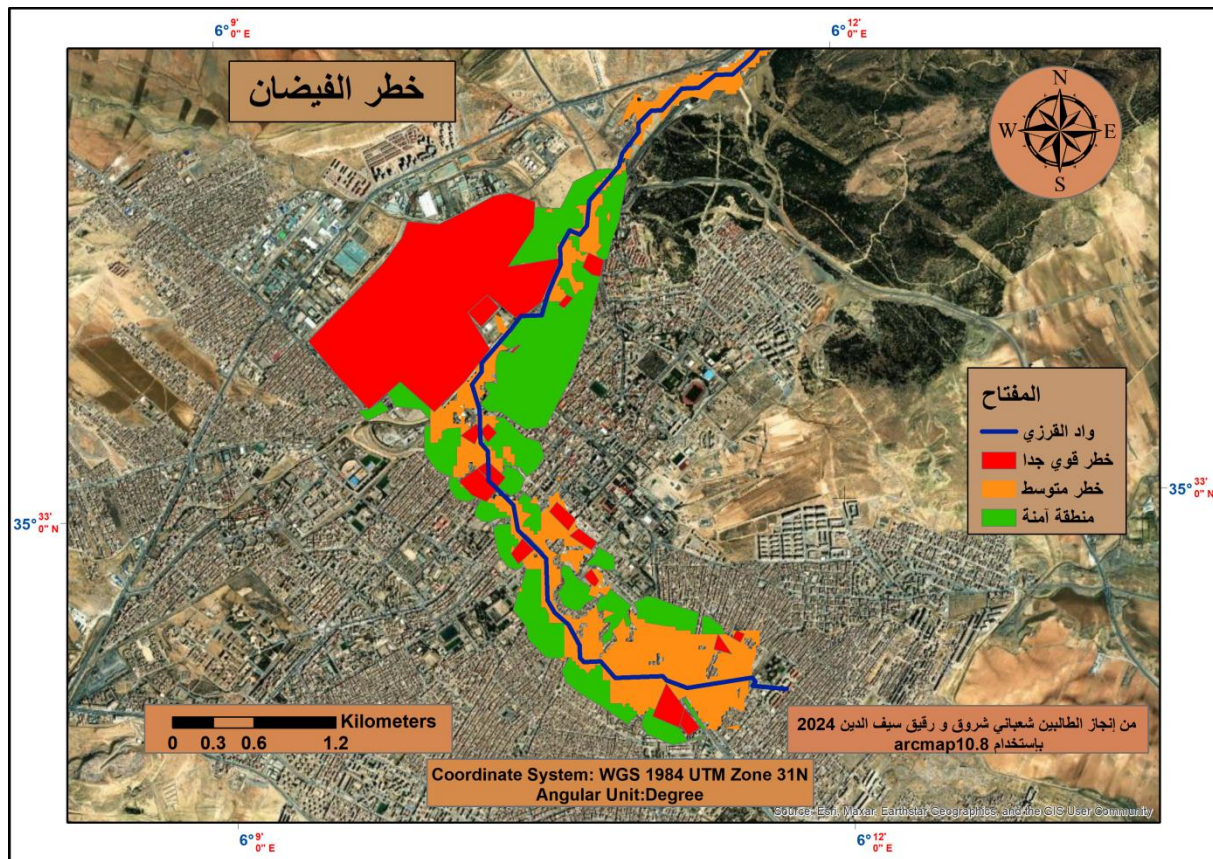 6° 9' 0" E
6° 12' 0" E
خطر الفيضان
N
W E
S
المفتاح
واد القرزي
خطر قوي جدا
خطر متوسط
منطقة آمنة
35° 33' 0" N
35° 33' 0" N
Kilometers
0 0.3 0.6 1.2
من إنجاز الطالبين شعباني شروق و رقيق سيف الدين 2024
بإستخدام arcmap10.8
Coordinate System: WGS 1984 UTM Zone 31N
Angular Unit:Degree
Source: Esri, Maxar, Earthstar Geographics, and the GIS User Community
6° 9' 0" E
6° 12' 0" E